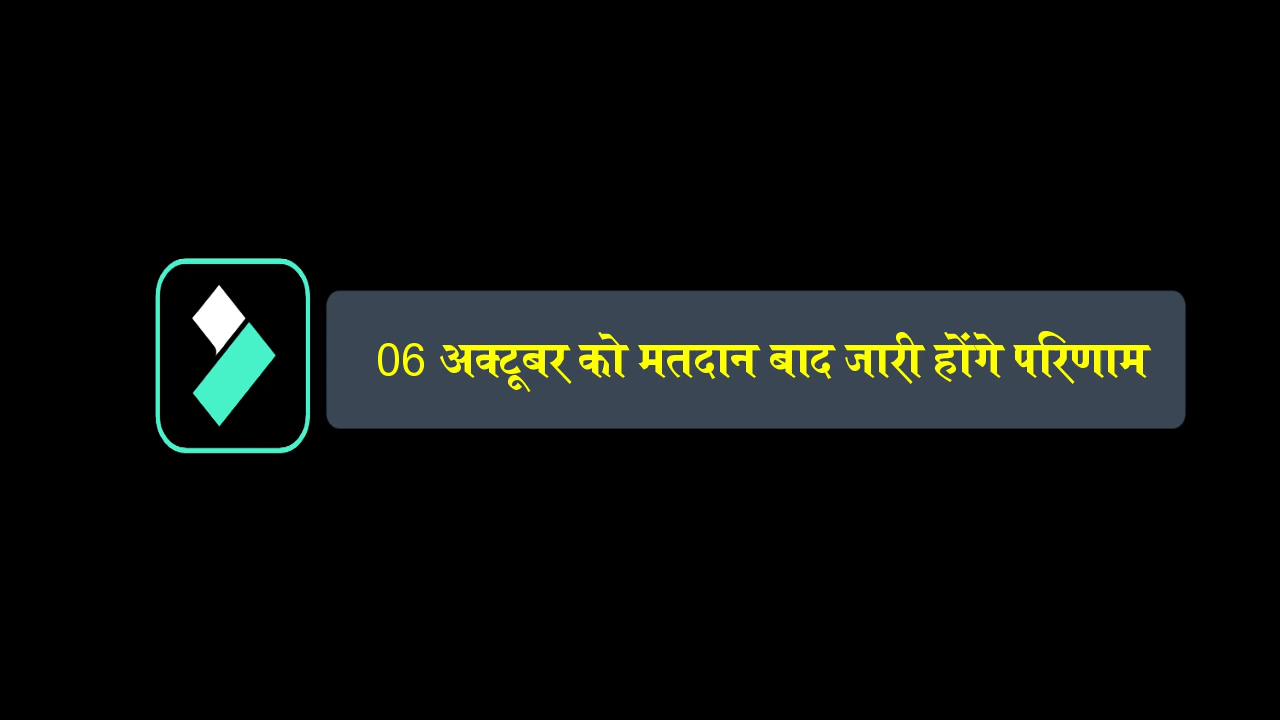 06 अक्टूबर को मतदान बाद जारी होंगे परिणाम